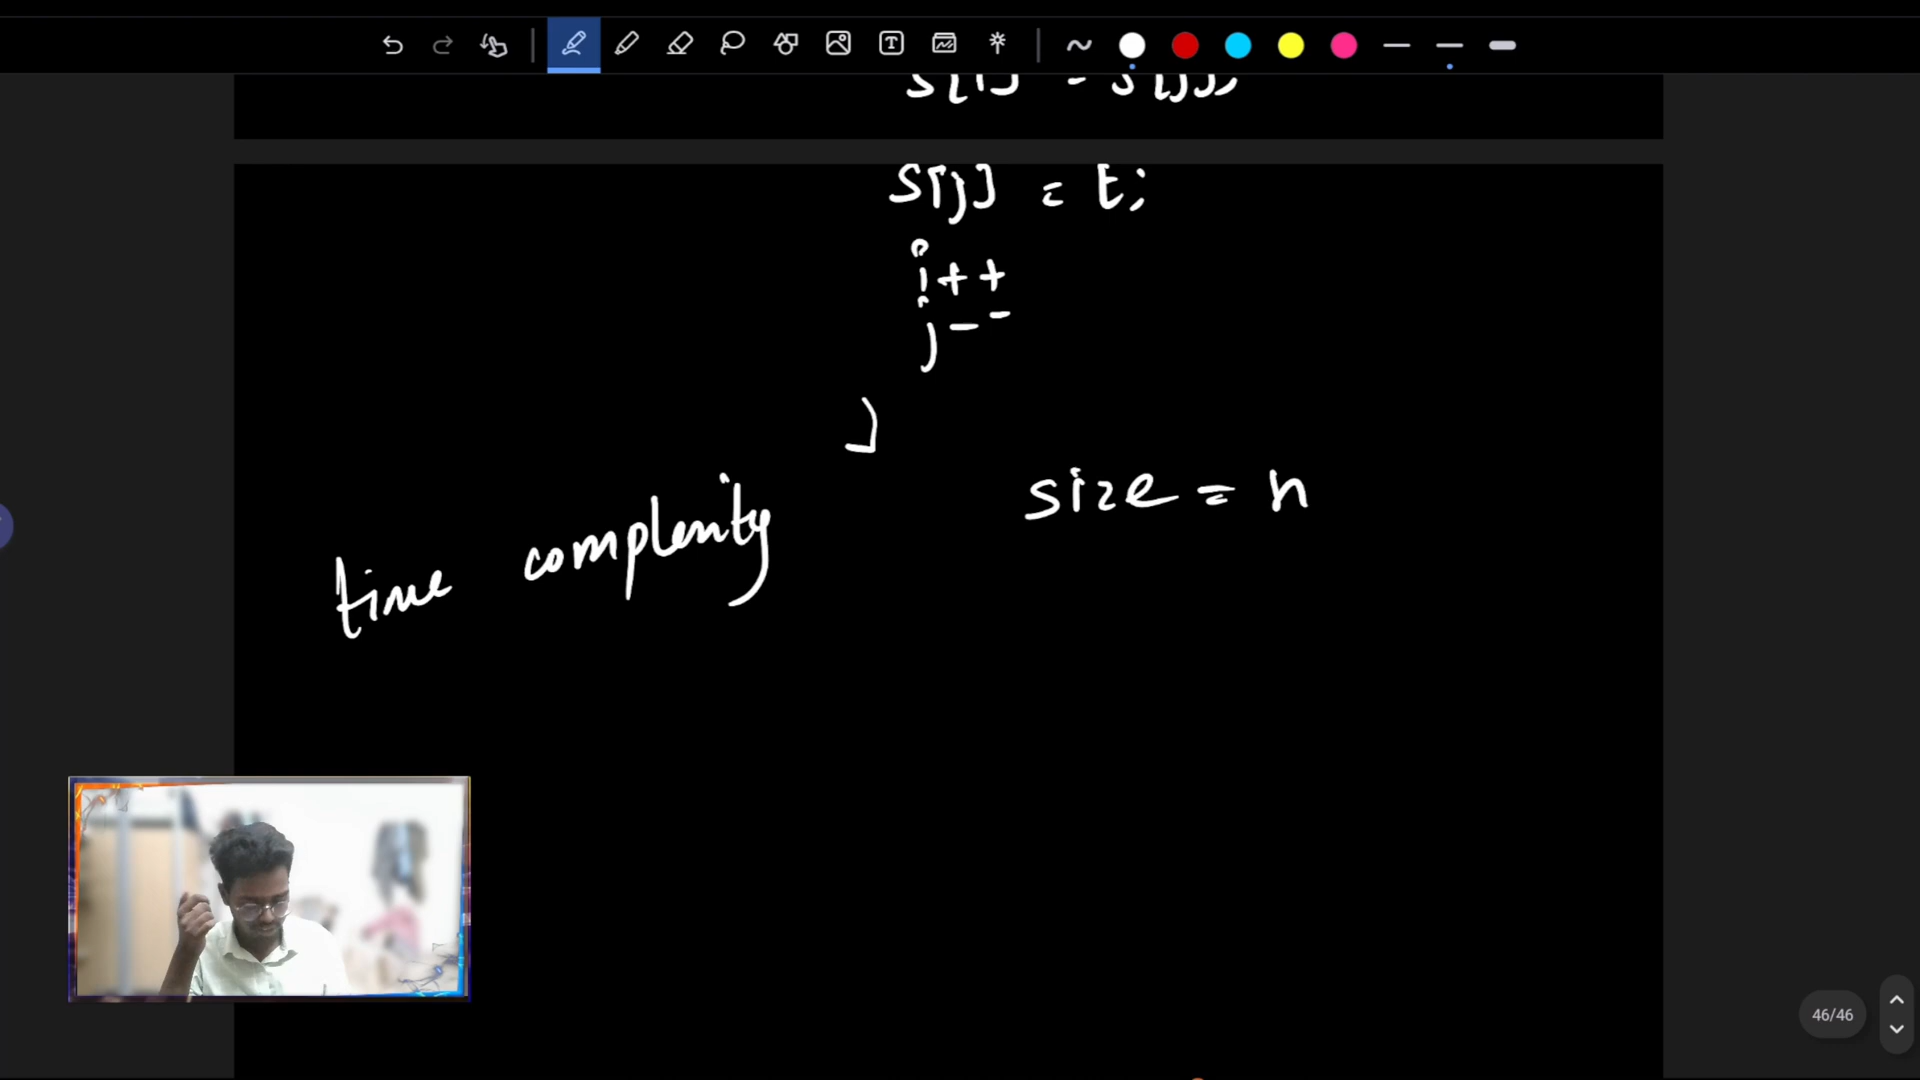 s[i] = s[j];
s[j] = t;
i++
j--
}
size = n
time complexity
46/46